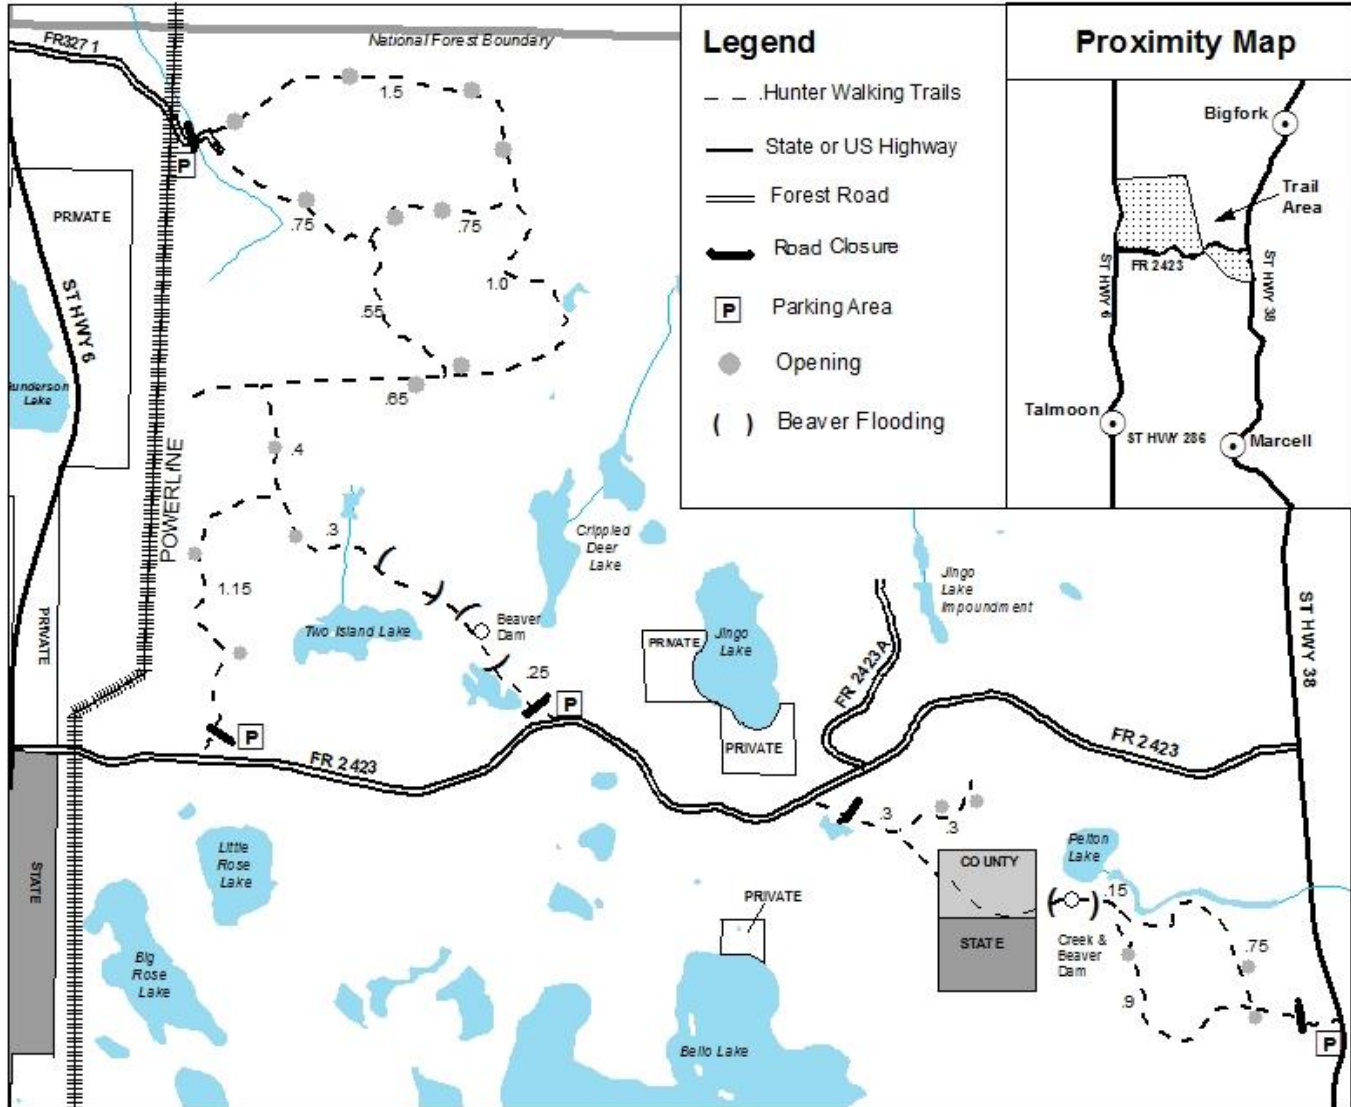 Legend
.Hunter Walking Trails
State or US Highway
Forest Road
Road Closure
P
Parking Area
Opening
( )
Beaver Flooding
Proximity Map
Bigfork
Trail
Area
FR 2423
ST HWY 6
ST HWY 38
Talmoon
ST HWY 286
Marcell
FR3271
National Forest Boundary
1.5
P
PRIVATE
.75
.75
1.0
ST HWY 6
.55
.65
Gunderson
Lake
POWERLINE
.4
.3
Crippled
Deer
Lake
1.15
Jingo
Lake
Impoundment
PRIVATE
Two Island Lake
Beaver
Dam
PRIVATE
Jingo
Lake
ST HWY 38
.25
P
FR 2423A
P
PRIVATE
FR 2423
FR 2423
.3
.3
STATE
Little
Rose
Lake
Pelton
Lake
COUNTY
.15
PRIVATE
STATE
Creek &
Beaver
Dam
.75
Big
Rose
Lake
.9
Bello Lake
P